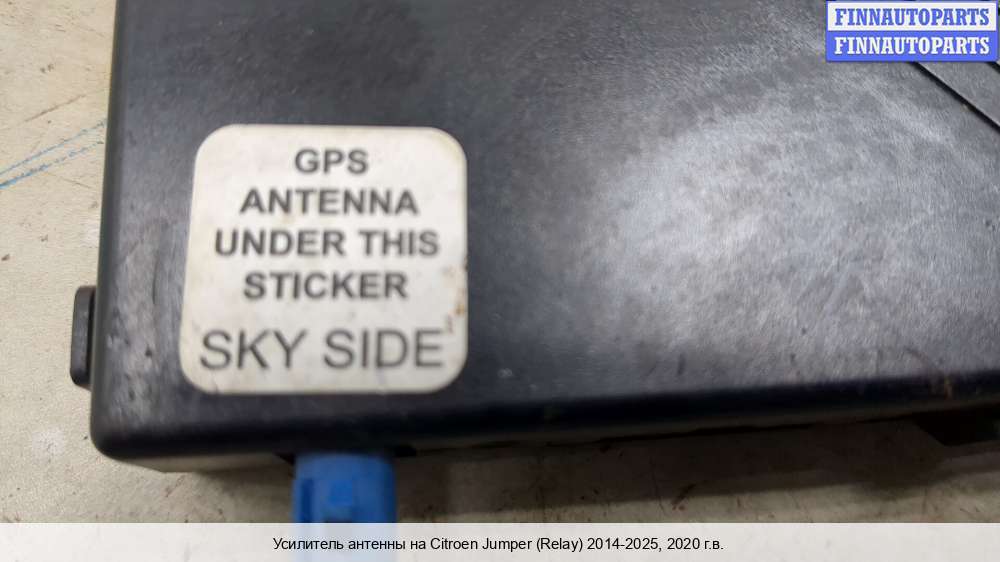 FINNAUTOPARTS
FINNAUTOPARTS
GPS
ANTENNA
UNDER THIS
STICKER
SKY SIDE
Усилитель антенны на Citroen Jumper (Relay) 2014-2025, 2020 г.в.